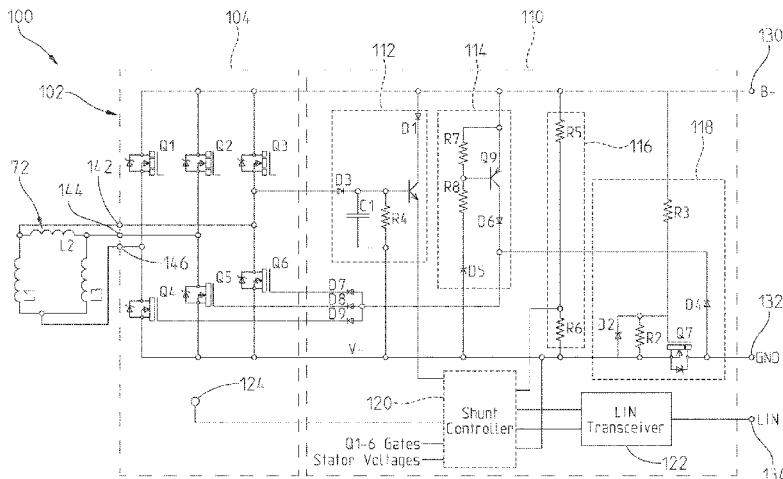 100
104
110
130
102
112
114
B-
Q1
Q2
Q3
D1
R7
Q9
R5
116
118
72
144
142
D3
R8
C1
R4
D6
R3
L2
146
L1
L3
Q4
Q5
Q6
D7
D8
D9
D5
R6
D2
R2
Q7
D4
132
V-
GND
124
120
Shunt
Controller
LIN
Transceiver
LIN
Q1-6 Gates
Stator Voltages
122
134